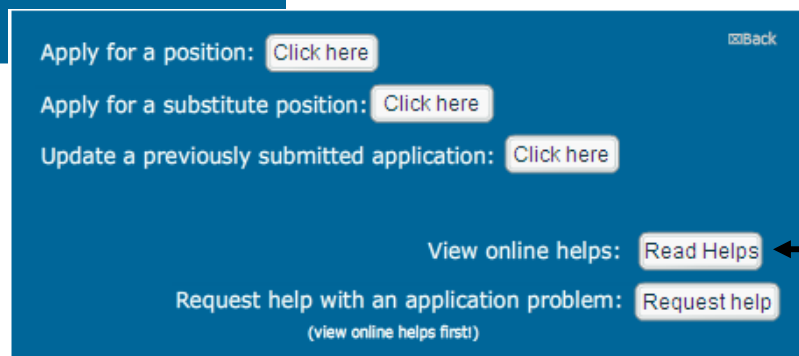 ⊠Back
Apply for a position: Click here
Apply for a substitute position: Click here
Update a previously submitted application: Click here
View online helps: Read Helps
Request help with an application problem: Request help
(view online helps first!)